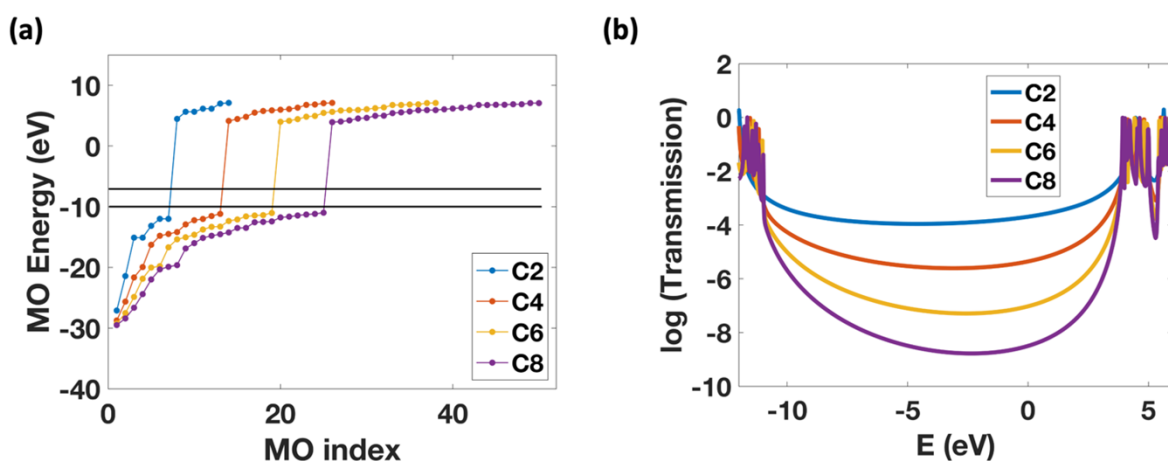 (a)
MO Energy (eV)
10
0
-10
-20
-30
-40
0
20
40
MO index
C2
C4
C6
C8
(b)
log (Transmission)
2
0
-2
-4
-6
-8
-10
-10
-5
0
5
E (eV)
C2
C4
C6
C8